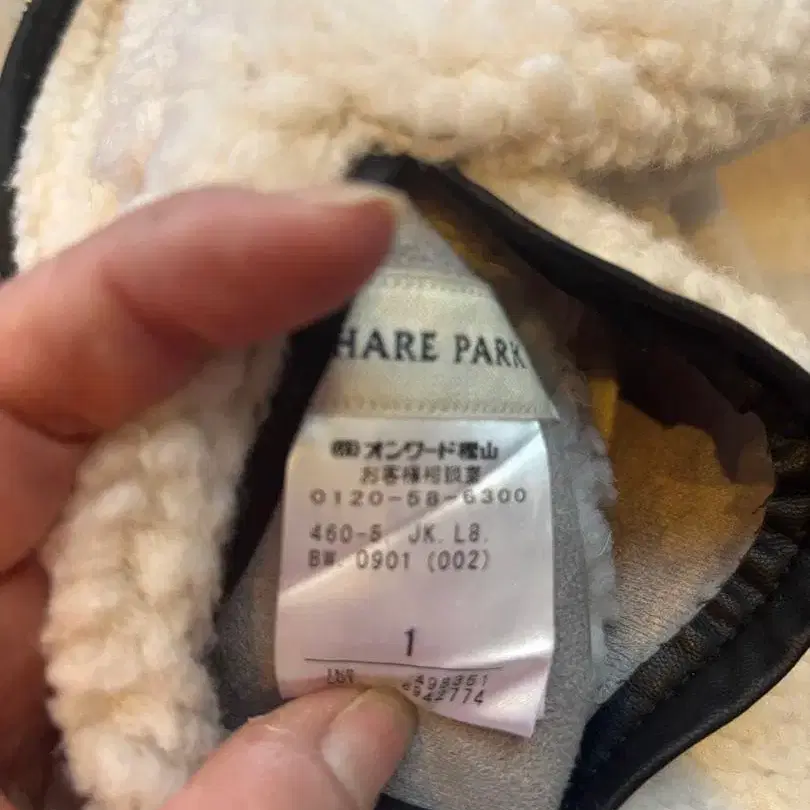 HARE PARK
㈱オンワード樫山
お客様相談室
0120-58-6300
460-5. JK. L8.
BW. 0901 (002)
1